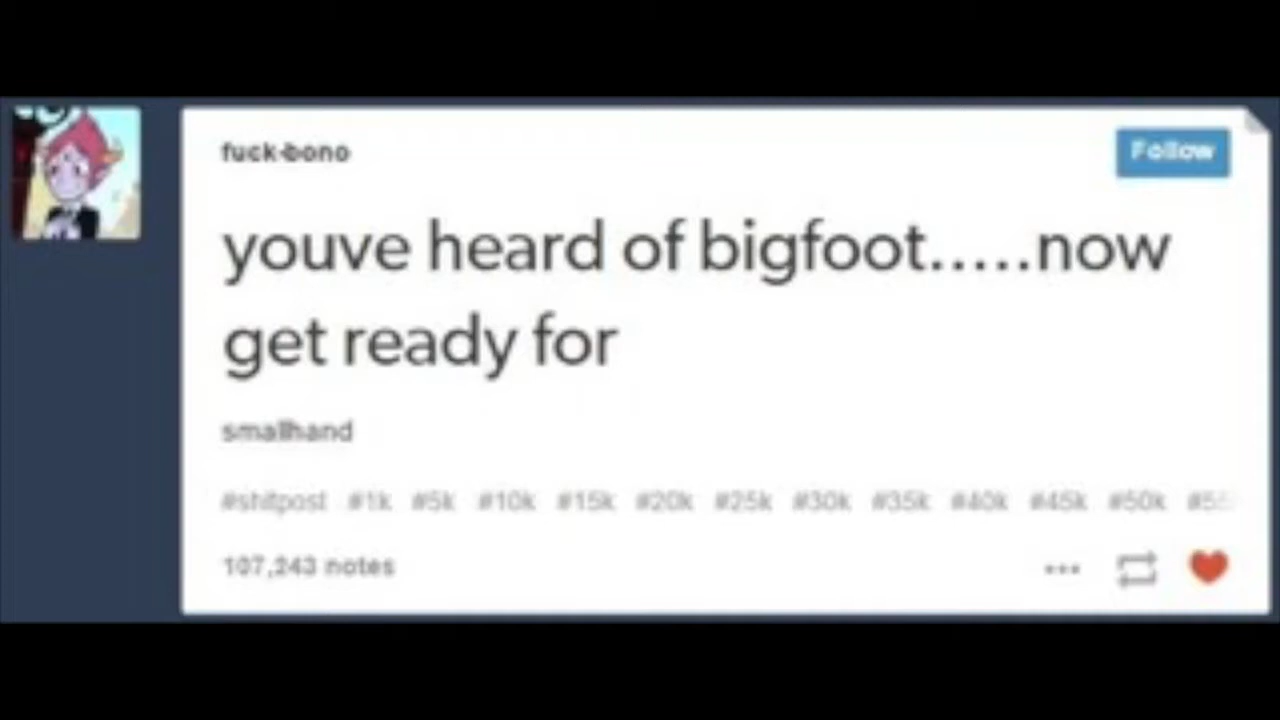 fuck-bono
Follow
youve heard of bigfoot.....now
get ready for
smallhand
#shitpost #1k #5k #10k #15k #20k #25k #30k #35k #40k #45k #50k
107,243 notes